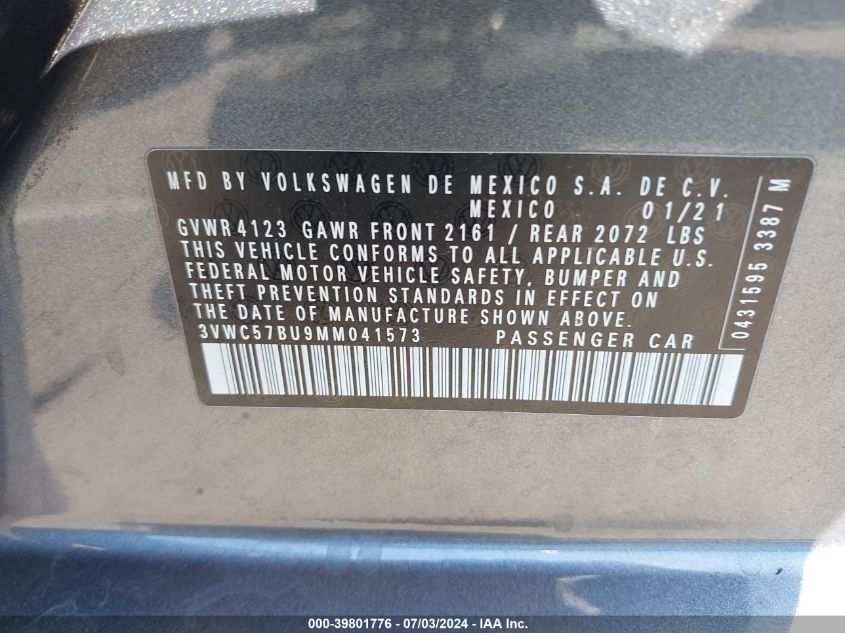 MFD BY VOLKSWAGEN DE MEXICO S.A. DE C.V.
MEXICO 01/21
GVWR 4123 GAWR FRONT 2161 / REAR 2072 LBS
THIS VEHICLE CONFORMS TO ALL APPLICABLE U.S.
FEDERAL MOTOR VEHICLE SAFETY, BUMPER AND
THEFT PREVENTION STANDARDS IN EFFECT ON
THE DATE OF MANUFACTURE SHOWN ABOVE.
3VWC57BU9MM041573 PASSENGER CAR
0431595 3387 M
000-39801776 - 07/03/2024 - IAA Inc.